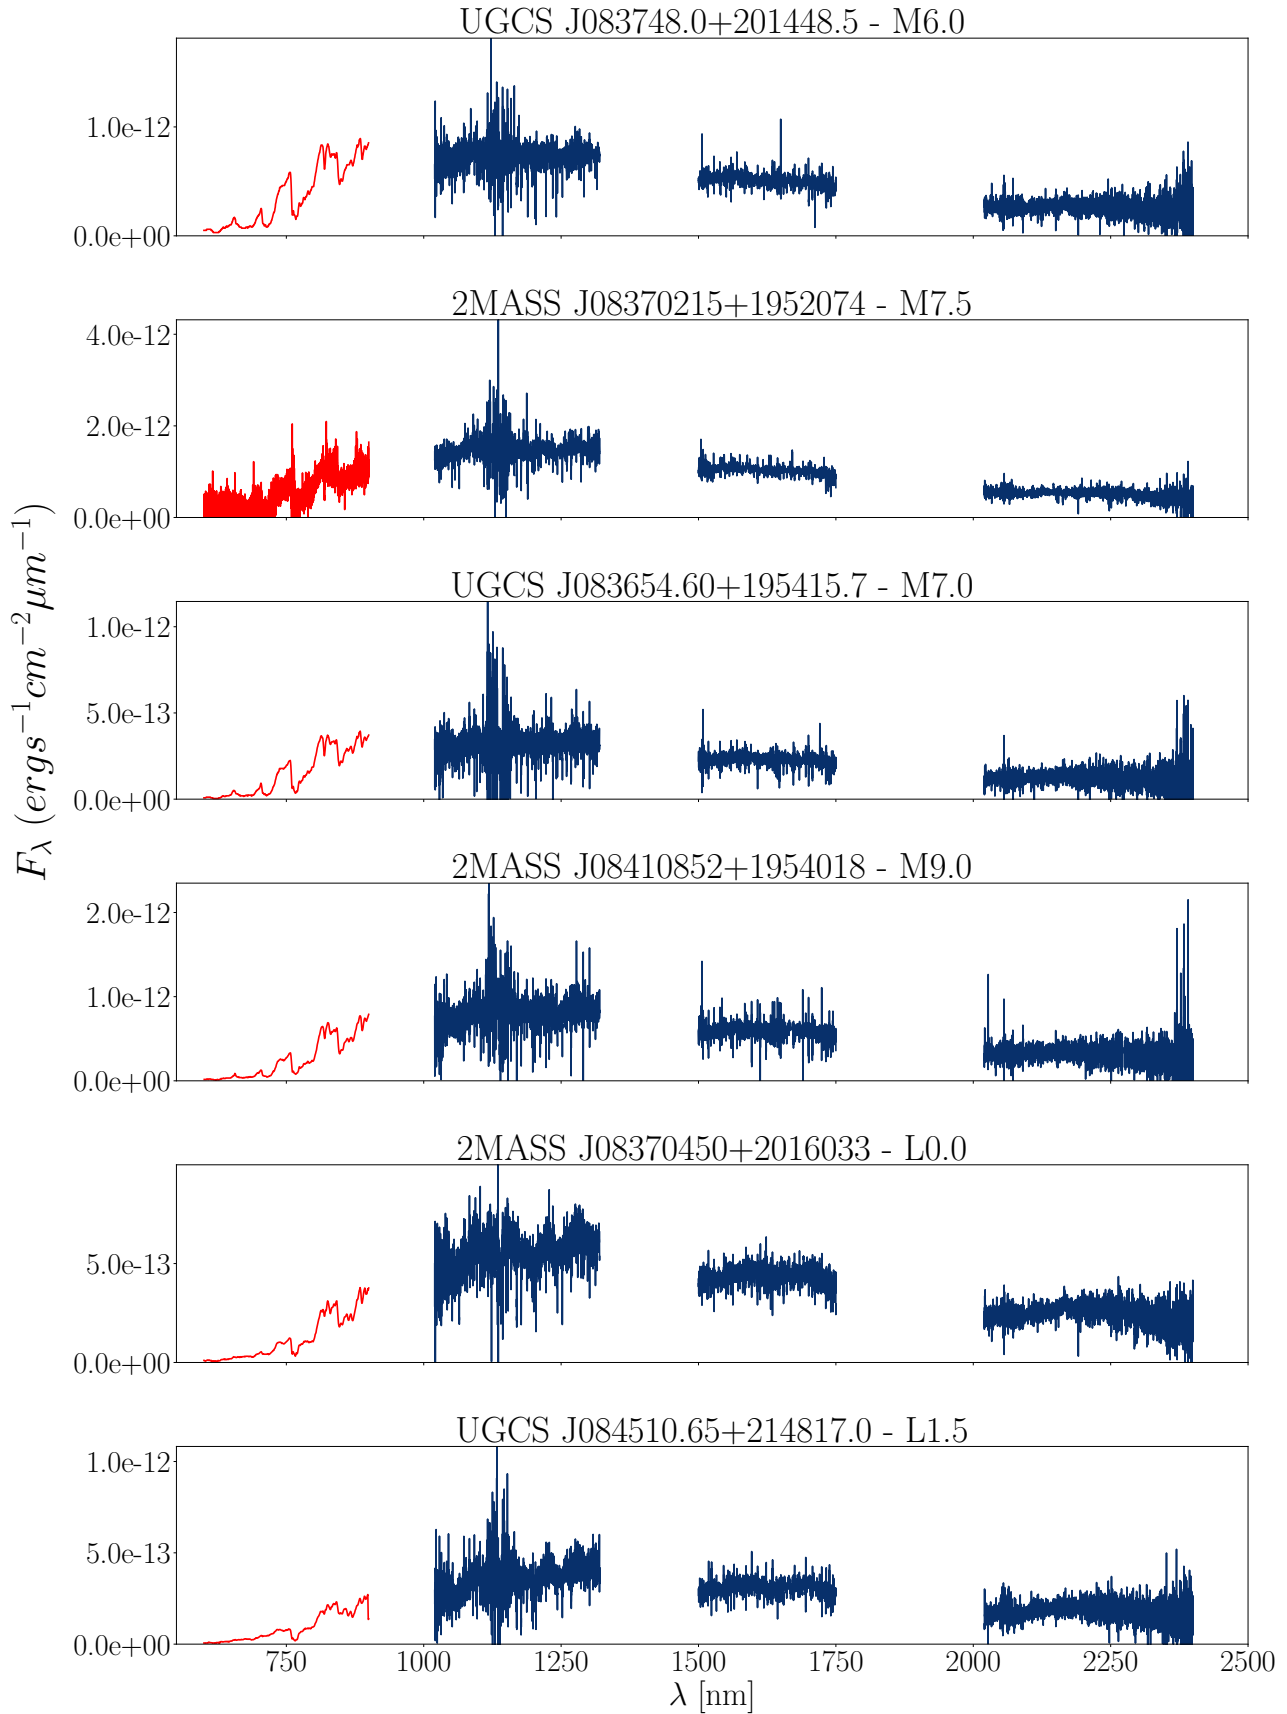 UGCS J083748.0+201448.5 - M6.0
1.0e-12
0.0e+00
2MASS J08370215+1952074 - M7.5
4.0e-12
2.0e-12
0.0e+00
UGCS J083654.60+195415.7 - M7.0
1.0e-12
5.0e-13
0.0e+00
F_λ (ergs⁻¹cm⁻²μm⁻¹)
2MASS J08410852+1954018 - M9.0
2.0e-12
1.0e-12
0.0e+00
2MASS J08370450+2016033 - L0.0
5.0e-13
0.0e+00
UGCS J084510.65+214817.0 - L1.5
1.0e-12
5.0e-13
0.0e+00
750 1000 1250 1500 1750 2000 2250 2500
λ [nm]